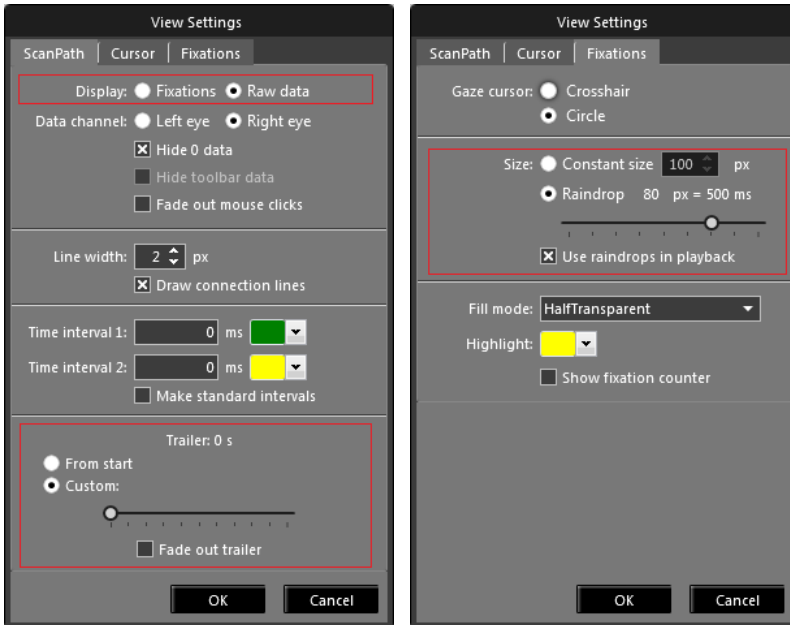 View Settings
ScanPath Cursor Fixations
Display: Fixations Raw data
Data channel: Left eye Right eye
Hide 0 data
Hide toolbar data
Fade out mouse clicks
Line width: 2 px
Draw connection lines
Time interval 1: 0 ms
Time interval 2: 0 ms
Make standard intervals
Trailer: 0 s
From start
Custom:
Fade out trailer
OK Cancel
View Settings
ScanPath Cursor Fixations
Gaze cursor: Crosshair
Circle
Size: Constant size 100 px
Raindrop 80 px = 500 ms
Use raindrops in playback
Fill mode: HalfTransparent
Highlight:
Show fixation counter
OK Cancel